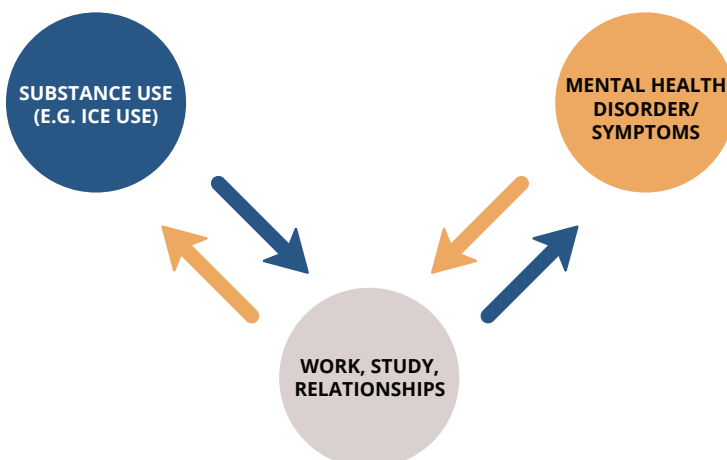 SUBSTANCE USE
(E.G. ICE USE)
MENTAL HEALTH
DISORDER/
SYMPTOMS
WORK, STUDY,
RELATIONSHIPS